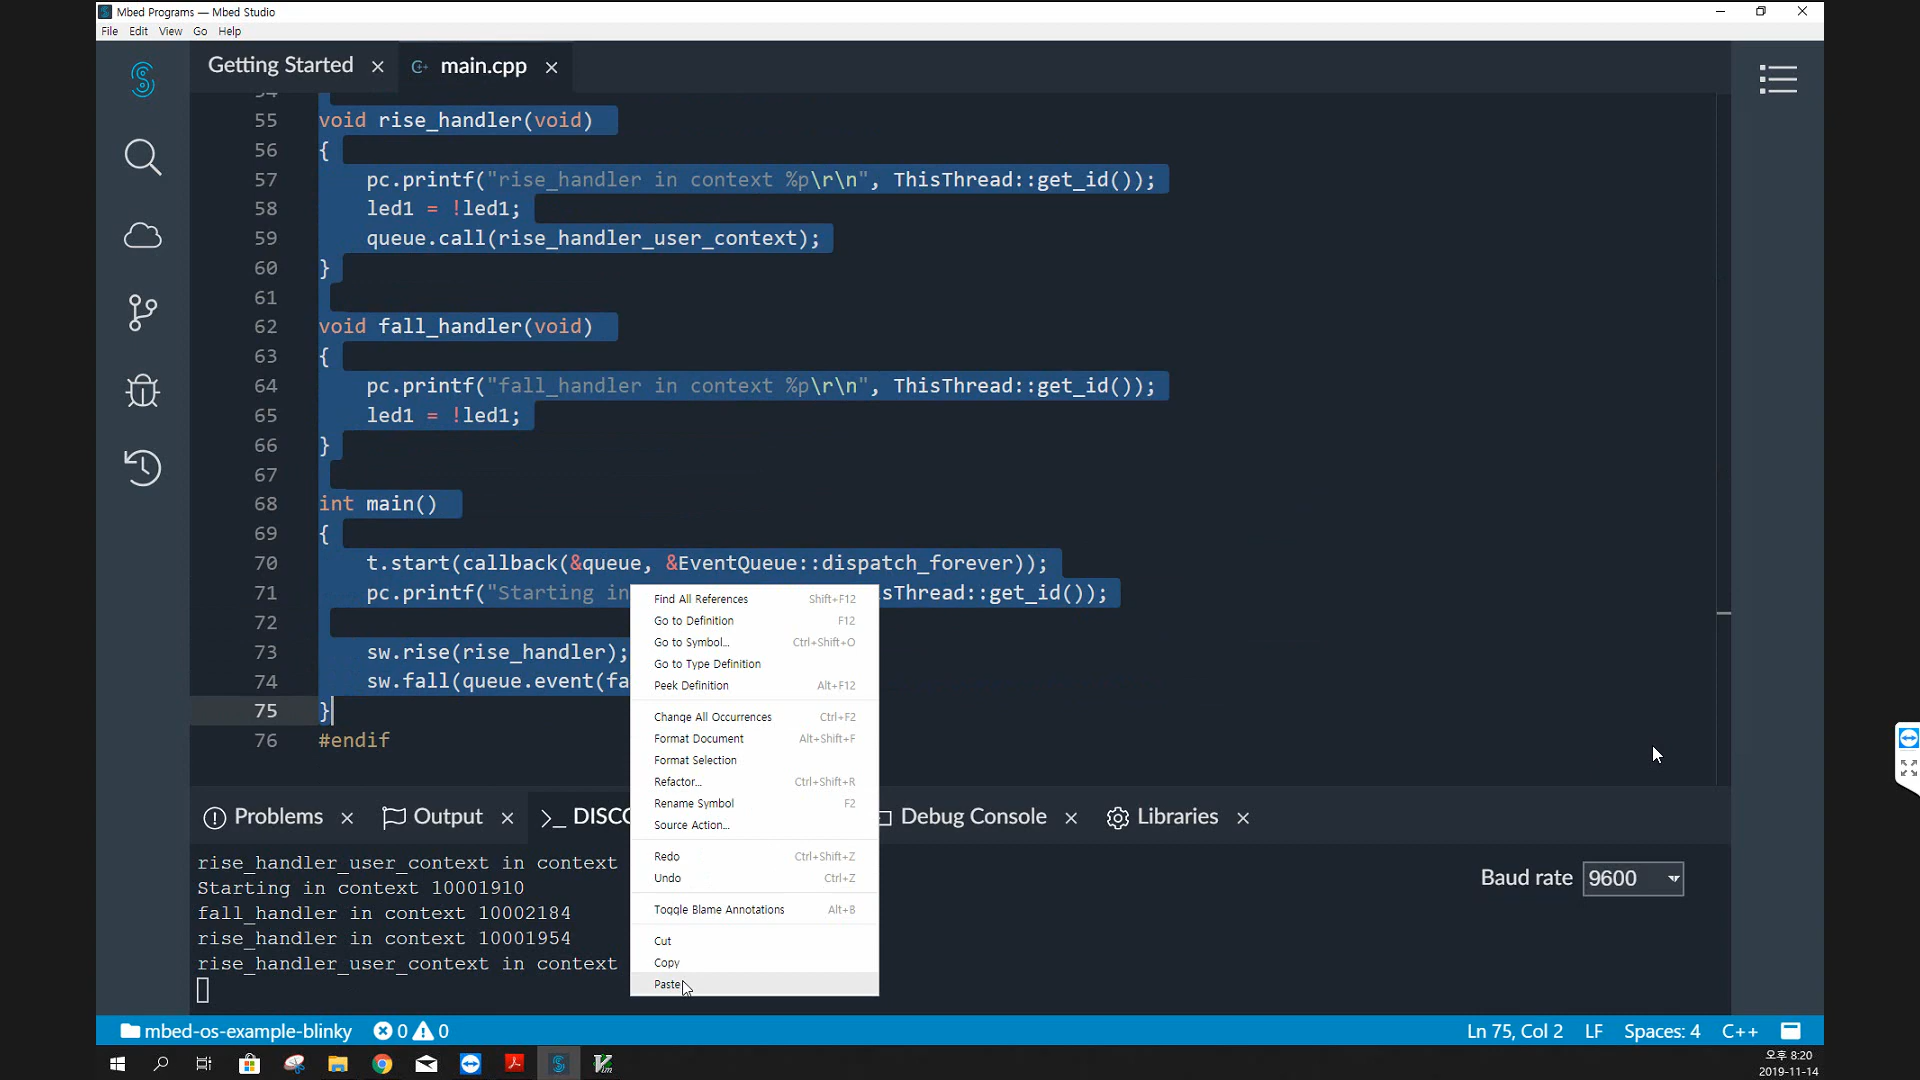 Mbed Programs — Mbed Studio
File Edit View Go Help
Getting Started × main.cpp ×
54
55 void rise_handler(void)
56 {
57 pc.printf("rise_handler in context %p\r\n", ThisThread::get_id());
58 led1 = !led1;
59 queue.call(rise_handler_user_context);
60 }
61
62 void fall_handler(void)
63 {
64 pc.printf("fall_handler in context %p\r\n", ThisThread::get_id());
65 led1 = !led1;
66 }
67
68 int main()
69 {
70 t.start(callback(&queue, &EventQueue::dispatch_forever));
71 pc.printf("Starting in sThread::get_id());
72
73 sw.rise(rise_handler);
74 sw.fall(queue.event(fa
75 }
76 #endif
Find All References Shift+F12
Go to Definition F12
Go to Symbol... Ctrl+Shift+O
Go to Type Definition
Peek Definition Alt+F12
Change All Occurrences Ctrl+F2
Format Document Alt+Shift+F
Format Selection
Refactor... Ctrl+Shift+R
Rename Symbol F2
Source Action...
Redo Ctrl+Shift+Z
Undo Ctrl+Z
Toggle Blame Annotations Alt+B
Cut
Copy
Paste
Problems × Output × >_ DISCO Debug Console × Libraries ×
rise_handler_user_context in context
Starting in context 10001910
fall_handler in context 10002184
rise_handler in context 10001954
rise_handler_user_context in context
Baud rate 9600
mbed-os-example-blinky 0 0 Ln 75, Col 2 LF Spaces: 4 C++
오후 8:20
2019-11-14